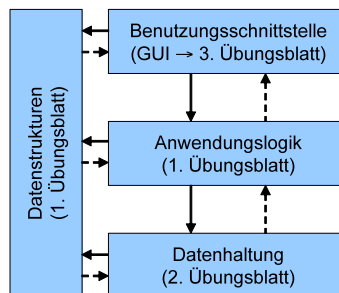 Benutzungsschnittstelle
(GUI → 3. Übungsblatt)
Datenstrukturen
(1. Übungsblatt)
Anwendungslogik
(1. Übungsblatt)
Datenhaltung
(2. Übungsblatt)